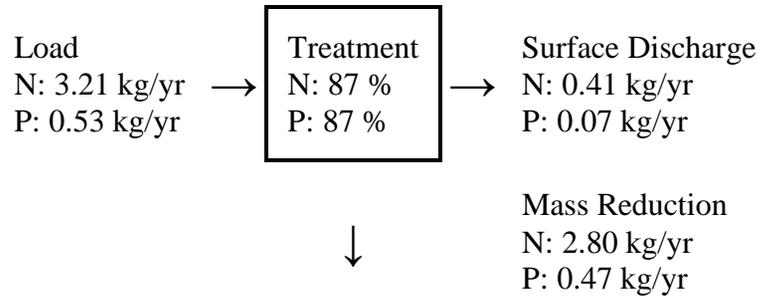 Load
N: 3.21 kg/yr
P: 0.53 kg/yr
→
Treatment
N: 87 %
P: 87 %
→
Surface Discharge
N: 0.41 kg/yr
P: 0.07 kg/yr
Mass Reduction
N: 2.80 kg/yr
P: 0.47 kg/yr
↓